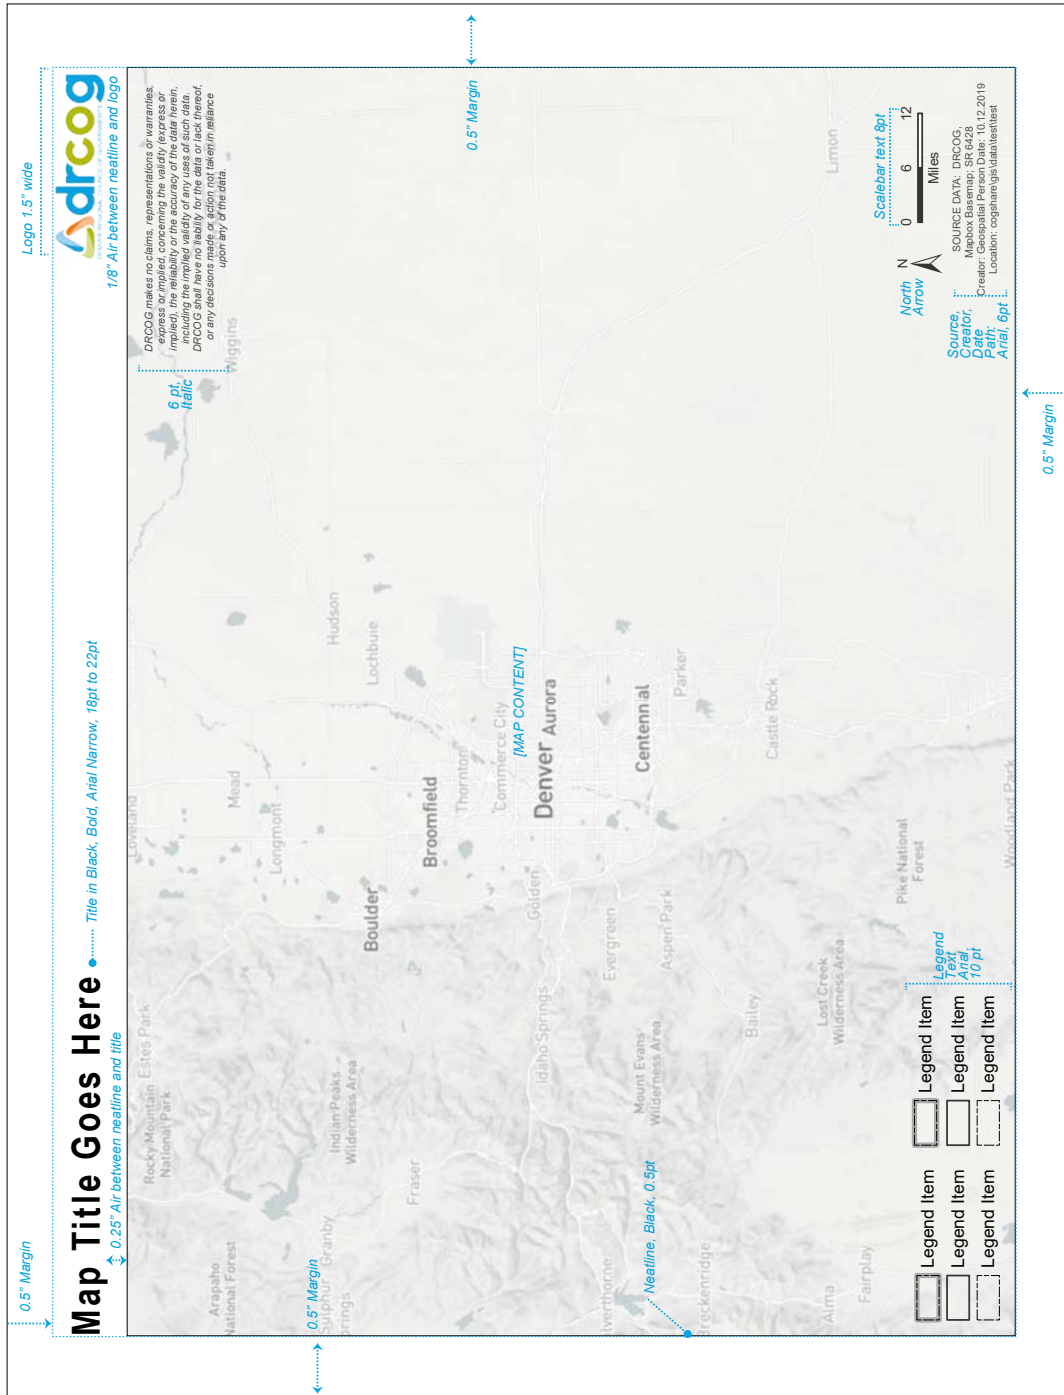 0.5" Margin
Logo 1.5" wide
Map Title Goes Here
Title in Black, Bold, Arial Narrow, 18pt to 22pt
drcog
DENVER REGIONAL COUNCIL OF GOVERNMENTS
0.25" Air between neatline and title
1/8" Air between neatline and logo
DRCOG makes no claims, representations or warranties,
express or implied, concerning the validity (express or
implied), the reliability or the accuracy of the data herein,
including the implied validity of any uses of such data.
DRCOG shall have no liability for the data or lack thereof,
or any decisions made or action not taken in reliance
upon any of the data.
6 pt,
Italic
Loveland
Rocky Mountain
National Park
Estes Park
Arapaho
National Forest
Mead
Wiggins
Longmont
Sulphur
Springs
Granby
0.5" Margin
Indian Peaks
Wilderness Area
Hudson
Boulder
Lochbuie
Fraser
Broomfield
Thornton
Commerce City
0.5" Margin
[MAP CONTENT]
Golden
Denver
Aurora
Idaho Springs
Evergreen
Silverthorne
Mount Evans
Wilderness Area
Centennial
Neatline, Black, 0.5pt
Aspen Park
Parker
Breckenridge
Bailey
Castle Rock
Lost Creek
Wilderness Area
Alma
Limon
Fairplay
Pike National
Forest
Woodland Park
Scalebar text 8pt
0 6 12
Miles
North
Arrow
N
Legend Item
Legend Item
Legend Item
Legend Item
Legend Item
Legend Item
Legend
Text
Arial,
10 pt
Source,
Creator,
Date
Path:
Arial, 6pt
SOURCE DATA: DRCOG,
Mapbox Basemap; SR 6428
Creator: Geospatial Person Date: 10.12.2019
Location: cogshare\gis\data\test\test
0.5" Margin